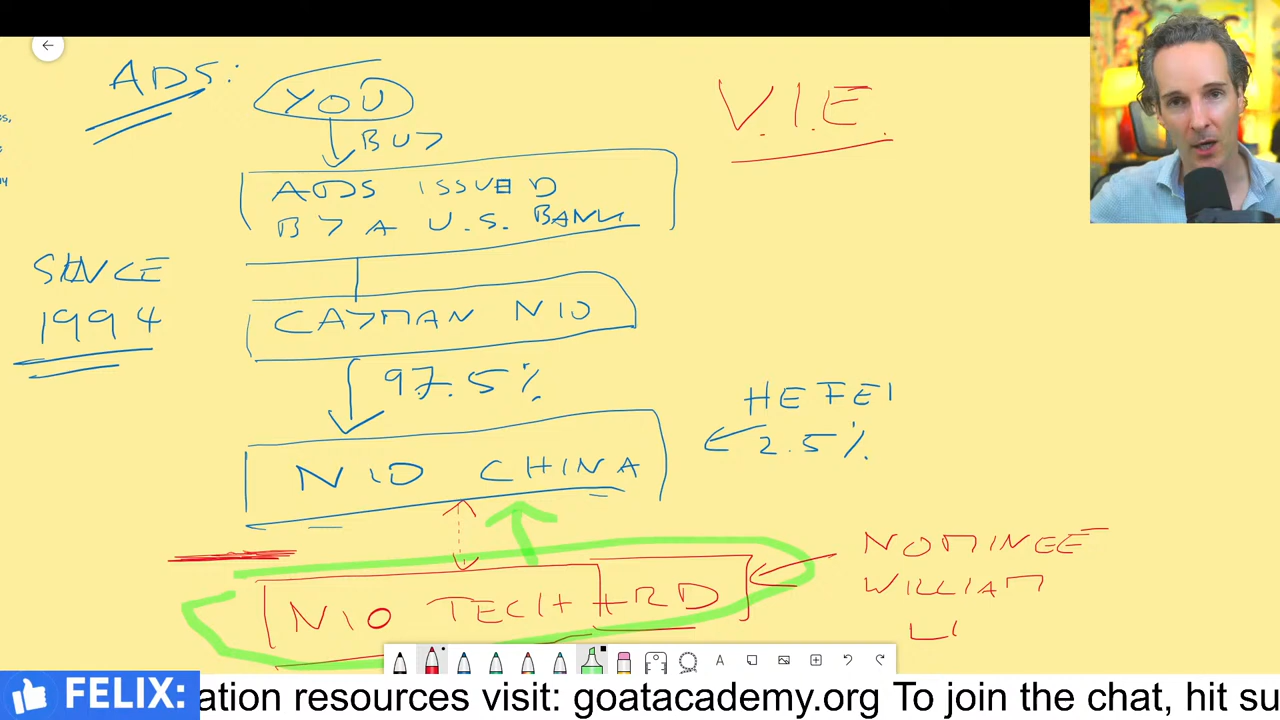 ADS:
YOU
BUY
V.I.E.
ADS ISSUED
BY A U.S. BANK
SINCE
1994
CAYMAN NIO
97.5%
HEFEI
2.5%
NIO CHINA
NOMINEE
WILLIAM
LI
NIO TECH + RD
FELIX:
ation resources visit: goatacademy.org To join the chat, hit su